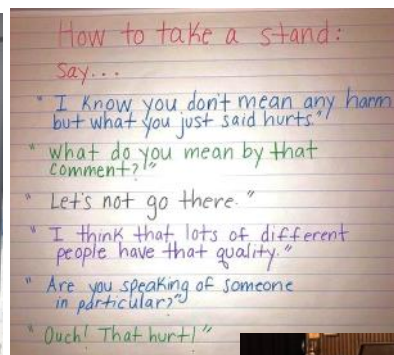 How to take a stand:
Say...
"I know you don't mean any harm
but what you just said hurts."
"What do you mean by that
comment?"
"Let's not go there."
"I think that lots of different
people have that quality."
"Are you speaking of someone
in particular?"
"Ouch! That hurt!"